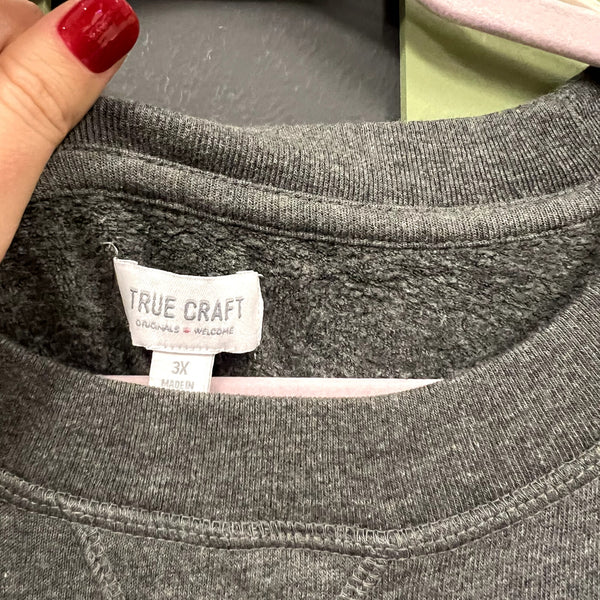 TRUE CRAFT
ORIGINALS WELCOME
3X
MADE IN